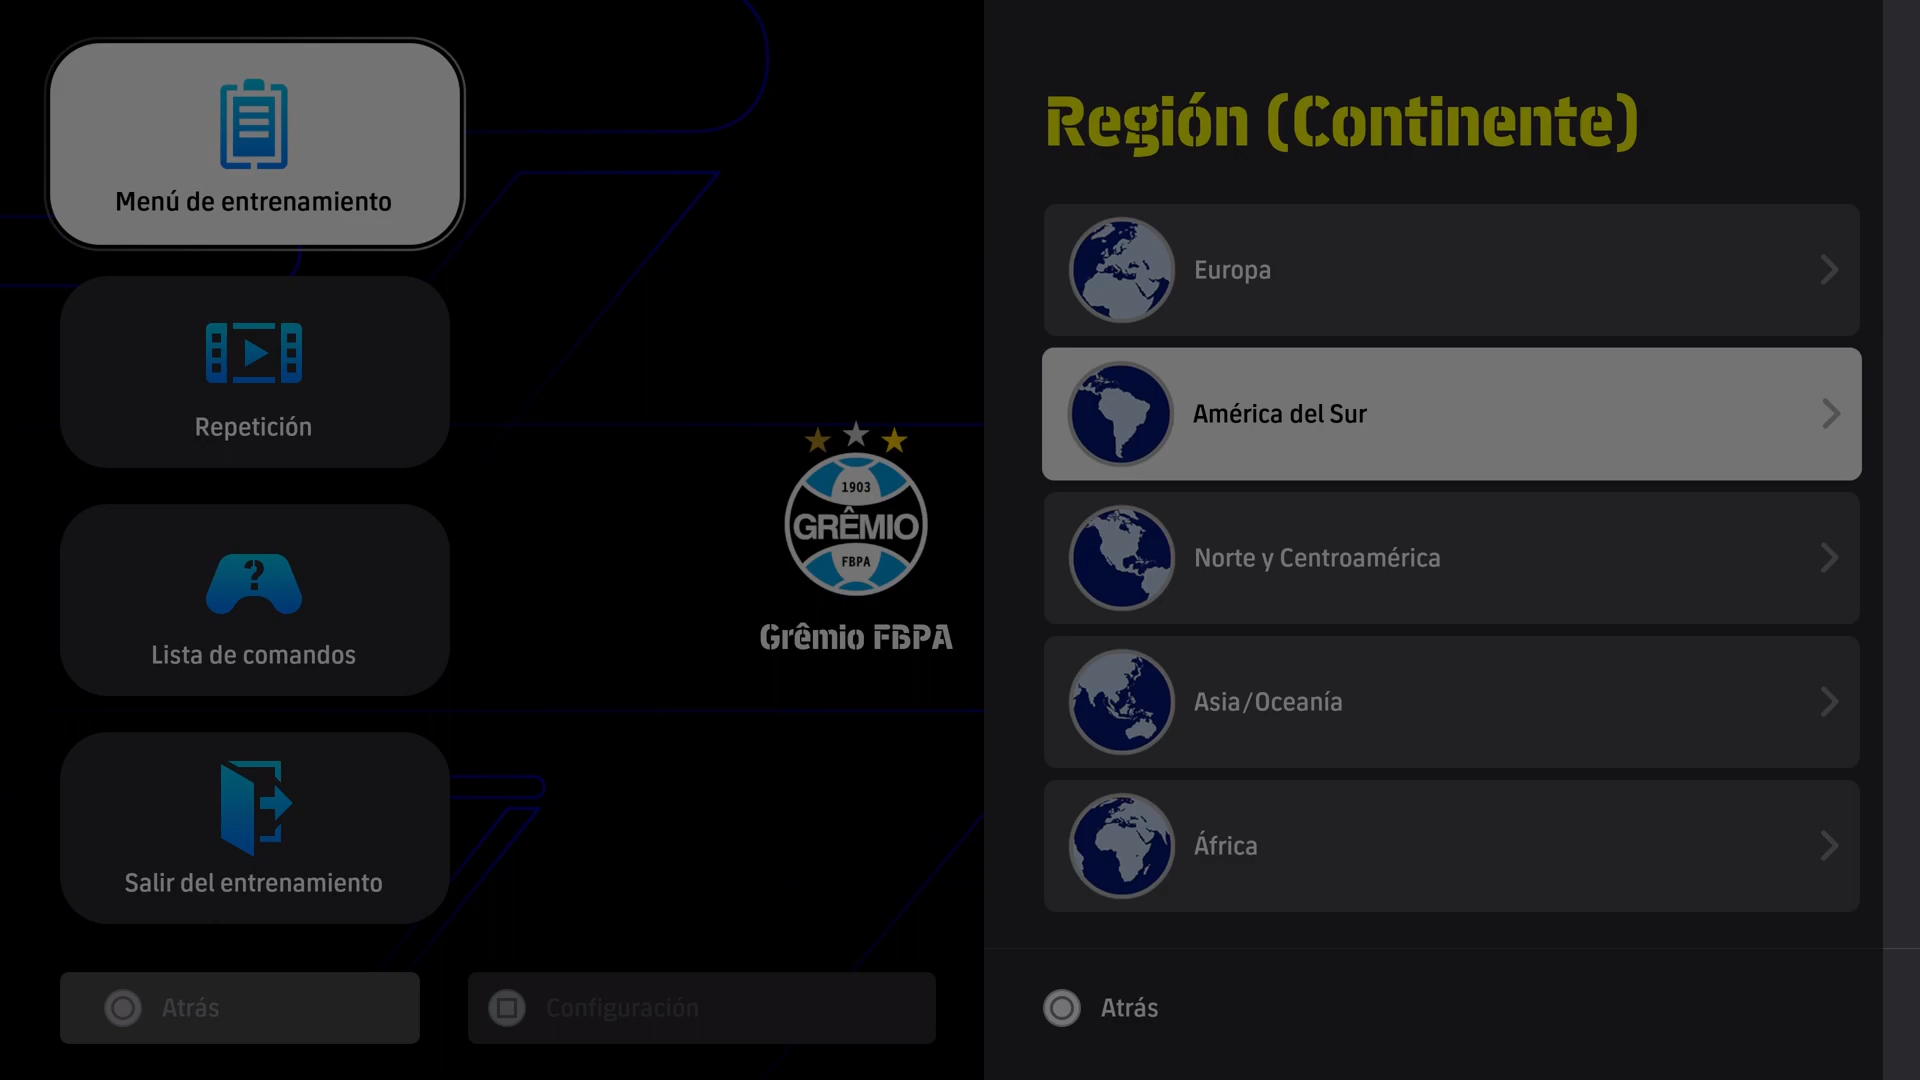 Menú de entrenamiento
Repetición
Lista de comandos
Salir del entrenamiento
Atrás
Configuración
1903
GRÊMIO
FBPA
Grêmio FBPA
Región (Continente)
Europa
América del Sur
Norte y Centroamérica
Asia/Oceanía
África
Atrás